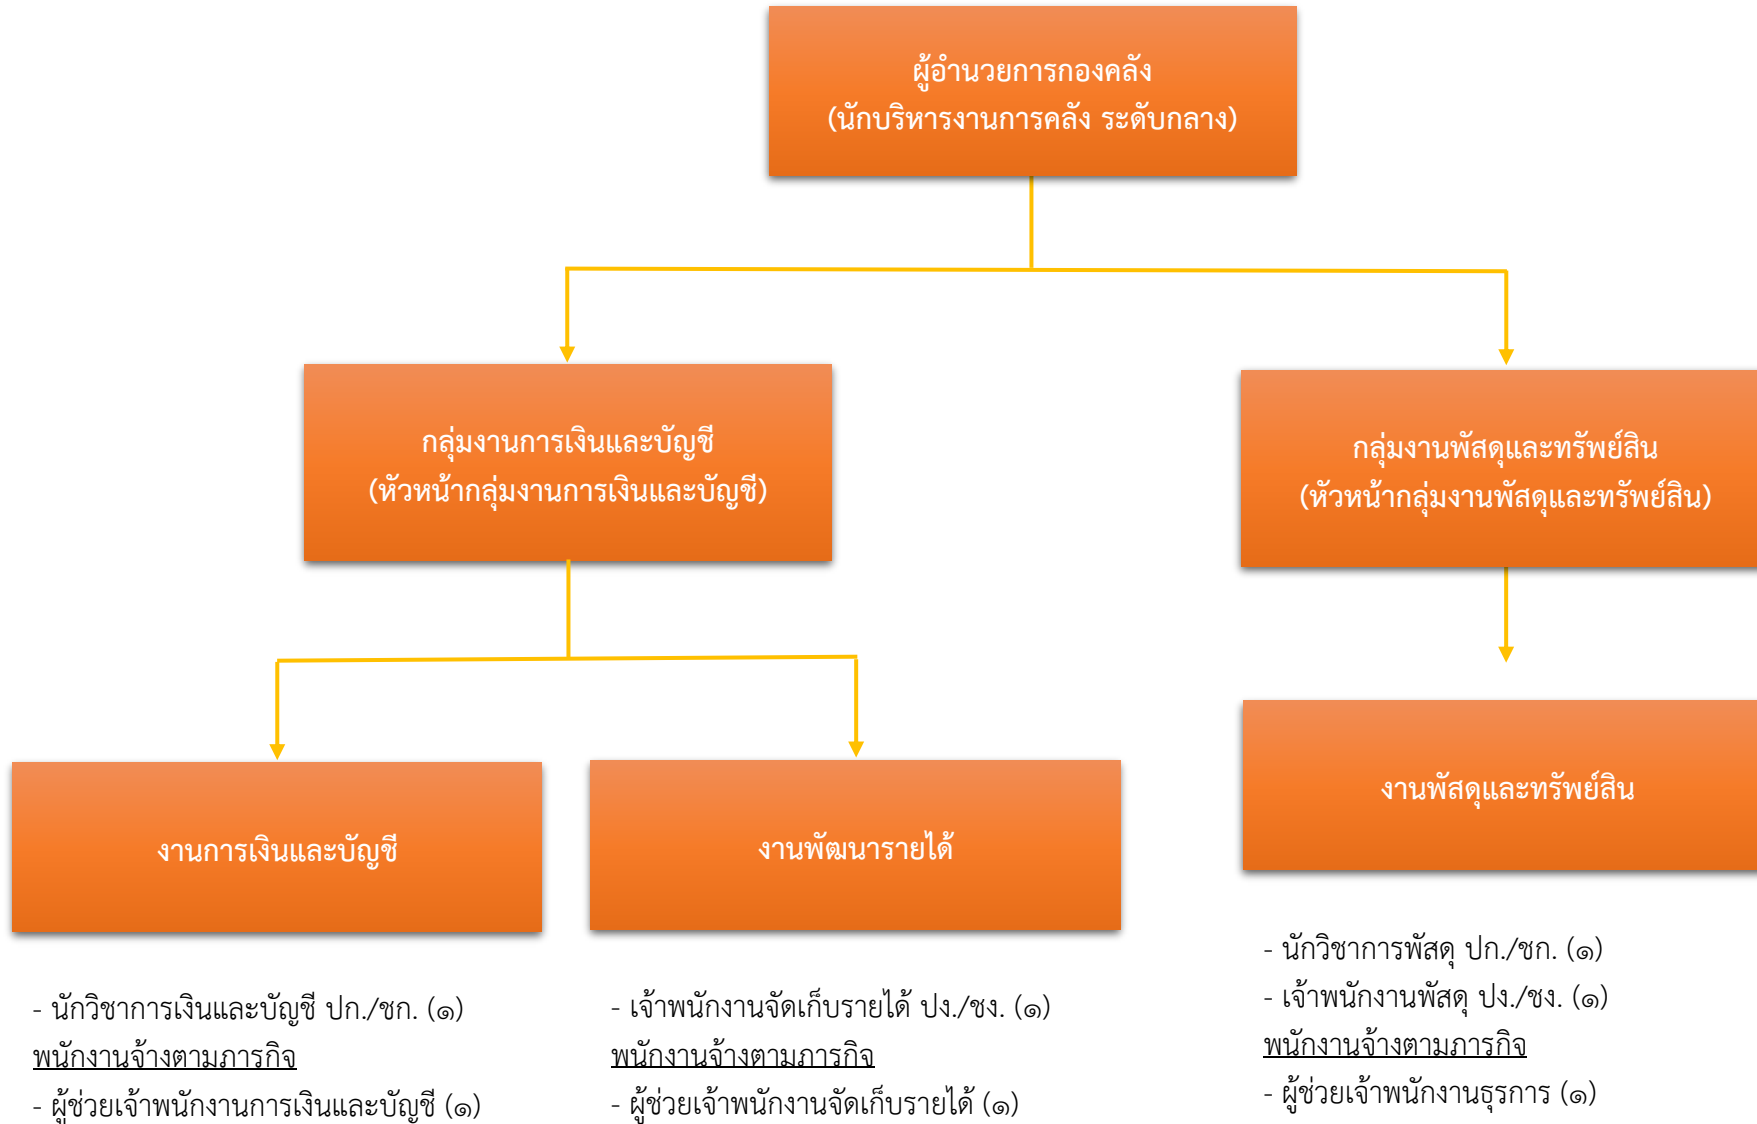 ผู้อำนวยการกองคลัง
(นักบริหารงานการคลัง ระดับกลาง)
กลุ่มงานการเงินและบัญชี
(หัวหน้ากลุ่มงานการเงินและบัญชี)
กลุ่มงานพัสดุและทรัพย์สิน
(หัวหน้ากลุ่มงานพัสดุและทรัพย์สิน)
งานการเงินและบัญชี
งานพัฒนารายได้
งานพัสดุและทรัพย์สิน
- นักวิชาการเงินและบัญชี ปก./ชก. (๑)
พนักงานจ้างตามภารกิจ
- ผู้ช่วยเจ้าพนักงานการเงินและบัญชี (๑)
- เจ้าพนักงานจัดเก็บรายได้ ปง./ชง. (๑)
พนักงานจ้างตามภารกิจ
- ผู้ช่วยเจ้าพนักงานจัดเก็บรายได้ (๑)
- นักวิชาการพัสดุ ปก./ชก. (๑)
- เจ้าพนักงานพัสดุ ปง./ชง. (๑)
พนักงานจ้างตามภารกิจ
- ผู้ช่วยเจ้าพนักงานธุรการ (๑)